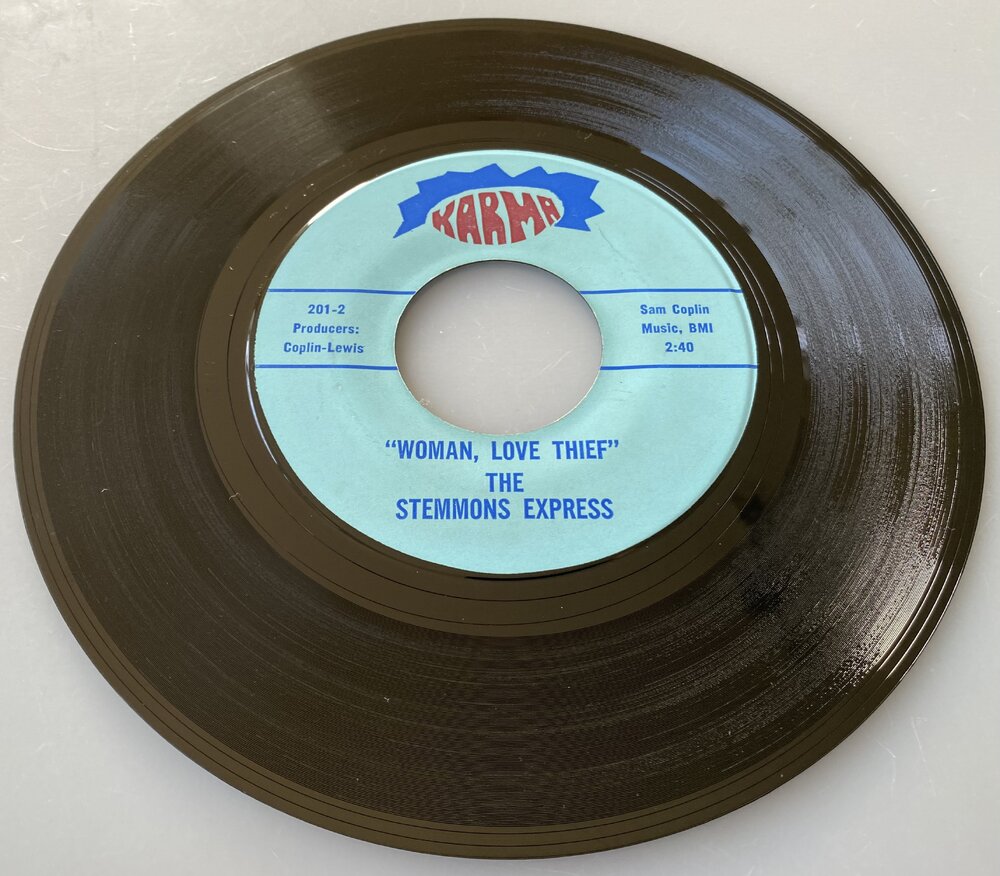 KARMA
201-2
Producers:
Coplin-Lewis
Sam Coplin
Music, BMI
2:40
"WOMAN, LOVE THIEF"
THE
STEMMONS EXPRESS